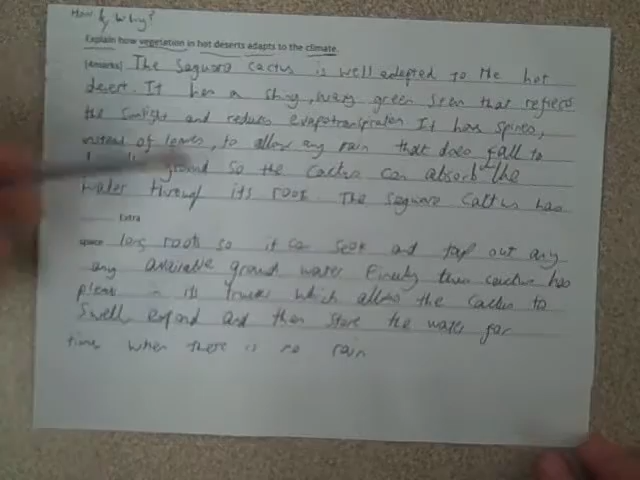 How & Why?
Explain how vegetation in hot deserts adapts to the climate.
[4marks] The Saguaro cactus is well adapted to the hot
desert. It has a shiny, waxy green stem that reflects
the sunlight and reduces evapotranspiration. It has spines,
instead of leaves, to allow any rain that does fall to
ground so the cactus can absorb the
water through its roots. The Saguaro Cactus has
Extra
space long roots so it can seek and tap out any
any available ground water. Finely the cactus has
pleats in its trunk which allows the cactus to
swell expand and then store the water for
time when there is no rain